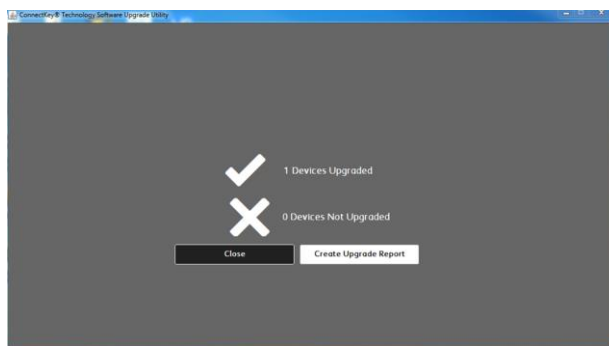 ConnectKey® Technology Software Upgrade Utility
1 Devices Upgraded
0 Devices Not Upgraded
Close
Create Upgrade Report